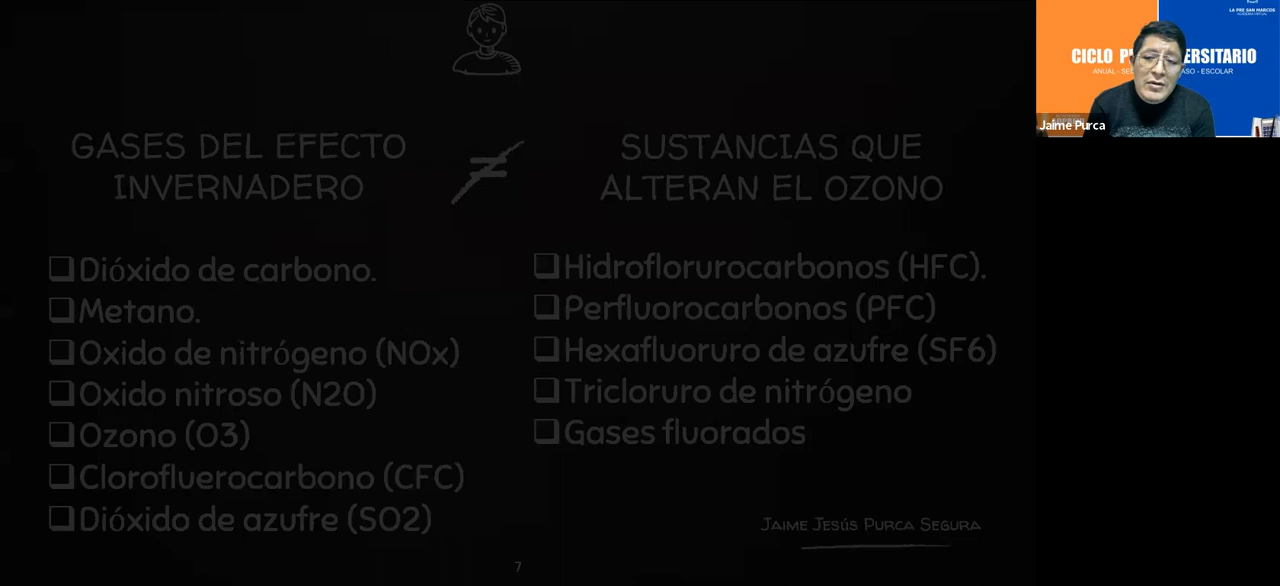 GASES DEL EFECTO
INVERNADERO
≠
SUSTANCIAS QUE
ALTERAN EL OZONO
❑Dióxido de carbono.
❑Metano.
❑Oxido de nitrógeno (NOx)
❑Oxido nitroso (N2O)
❑Ozono (O3)
❑Clorofluerocarbono (CFC)
❑Dióxido de azufre (SO2)
❑Hidroflorurocarbonos (HFC).
❑Perfluorocarbonos (PFC)
❑Hexafluoruro de azufre (SF6)
❑Tricloruro de nitrógeno
❑Gases fluorados
Jaime Jesús Purca Segura
7
LA PRE SAN MARCOS
ACADEMIA VIRTUAL
CICLO P ERSITARIO
ANUAL - SE ASO - ESCOLAR
Jaime Purca